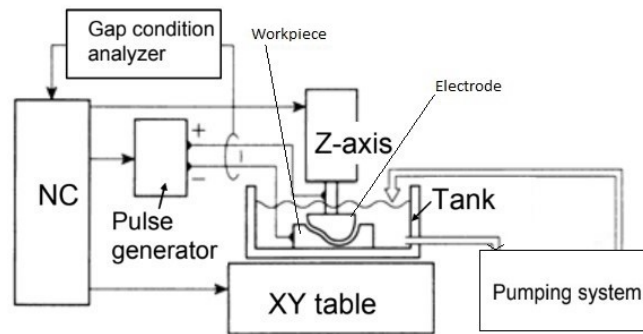 Gap condition
analyzer
Workpiece
Electrode
+
Z-axis
NC
–
Pulse
generator
Tank
XY table
Pumping system